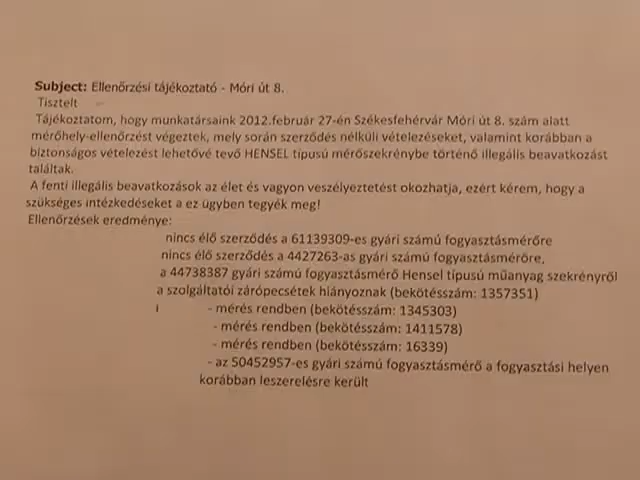 Subject: Ellenőrzési tájékoztató - Móri út 8.
Tisztelt
Tájékoztatom, hogy munkatársaink 2012.február 27-én Székesfehérvár Móri út 8. szám alatt
mérőhely-ellenőrzést végeztek, mely során szerződés nélküli vételezéseket, valamint korábban a
biztonságos vételezést lehetővé tevő HENSEL típusú mérőszekrénybe történő illegális beavatkozást
találtak.
A fenti illegális beavatkozások az élet és vagyon veszélyeztetést okozhatja, ezért kérem, hogy a
szükséges intézkedéseket a ez ügyben tegyék meg!
Ellenőrzések eredménye:
nincs élő szerződés a 61139309-es gyári számú fogyasztásmérőre
nincs élő szerződés a 4427263-as gyári számú fogyasztásmérőre,
a 44738387 gyári számú fogyasztásmérő Hensel típusú műanyag szekrényről
a szolgáltatói zárópecsétek hiányoznak (bekötésszám: 1357351)
- mérés rendben (bekötésszám: 1345303)
- mérés rendben (bekötésszám: 1411578)
- mérés rendben (bekötésszám: 16339)
- az 50452957-es gyári számú fogyasztásmérő a fogyasztási helyen
korábban leszerelésre került